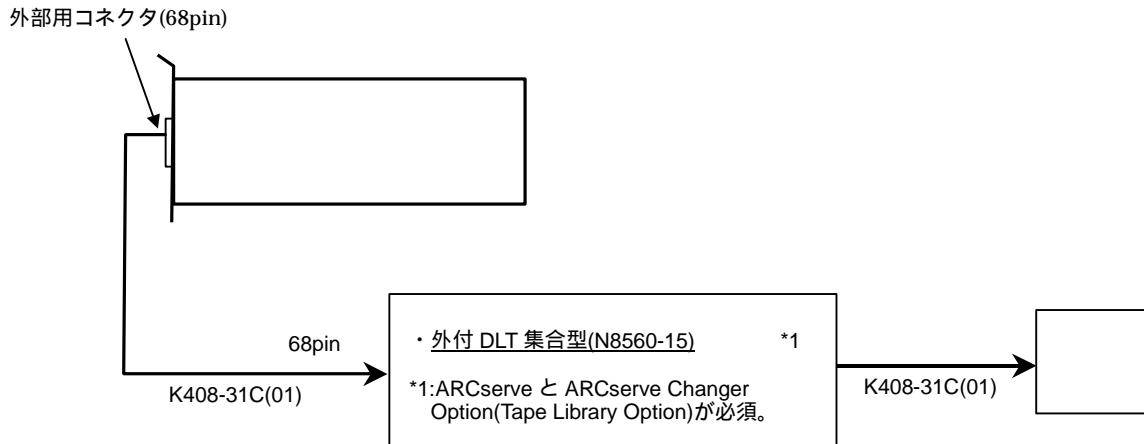 外部用コネクタ(68pin)
68pin
K408-31C(01)
・外付 DLT 集合型(N8560-15) *1
*1:ARCserve と ARCserve Changer
Option(Tape Library Option)が必須。
K408-31C(01)